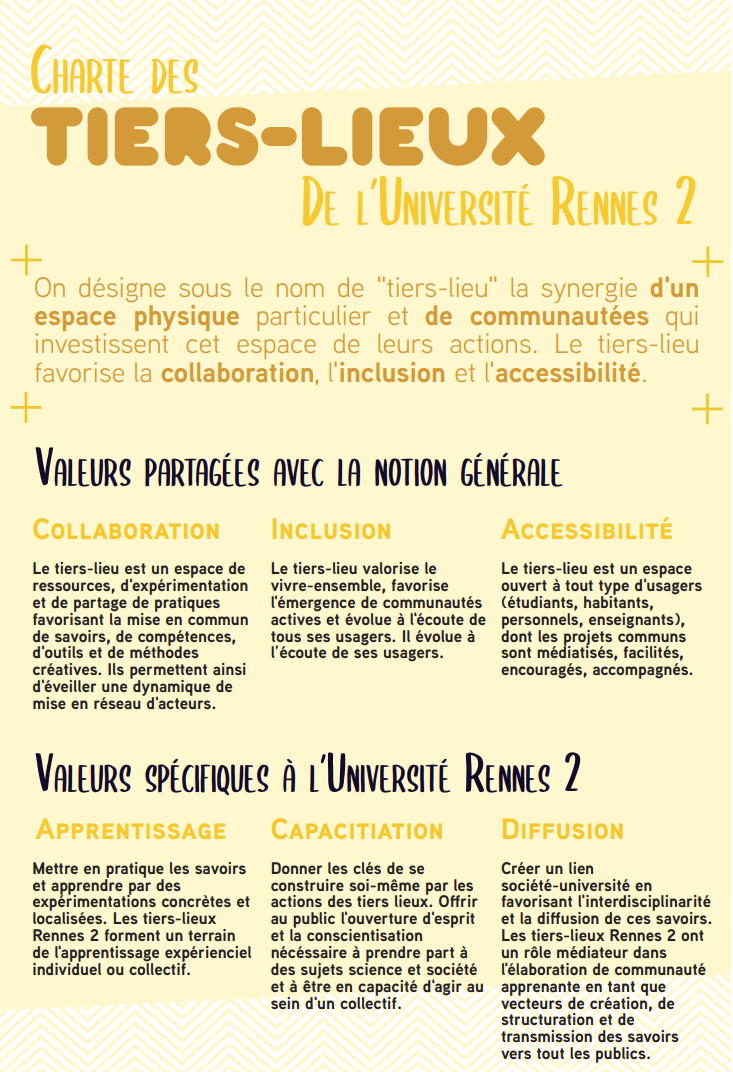 Charte des
TIERS-LIEUX
De l'Université Rennes 2
On désigne sous le nom de "tiers-lieu" la synergie d'un
espace physique particulier et de communautées qui
investissent cet espace de leurs actions. Le tiers-lieu
favorise la collaboration, l'inclusion et l'accessibilité.
Valeurs partagées avec la notion générale
Collaboration
Le tiers-lieu est un espace de
ressources, d'expérimentation
et de partage de pratiques
favorisant la mise en commun
de savoirs, de compétences,
d'outils et de méthodes
créatives. Ils permettent ainsi
d'éveiller une dynamique de
mise en réseau d'acteurs.
Inclusion
Le tiers-lieu valorise le
vivre-ensemble, favorise
l'émergence de communautés
actives et évolue à l'écoute de
tous ses usagers. Il évolue à
l'écoute de ses usagers.
Accessibilité
Le tiers-lieu est un espace
ouvert à tout type d'usagers
(étudiants, habitants,
personnels, enseignants),
dont les projets communs
sont médiatisés, facilités,
encouragés, accompagnés.
Valeurs spécifiques à l'Université Rennes 2
Apprentissage
Mettre en pratique les savoirs
et apprendre par des
expérimentations concrètes et
localisées. Les tiers-lieux
Rennes 2 forment un terrain
de l'apprentissage expérienciel
individuel ou collectif.
Capacitiation
Donner les clés de se
construire soi-même par les
actions des tiers lieux. Offrir
au public l'ouverture d'esprit
et la conscientisation
nécéssaire à prendre part à
des sujets science et société
et à être en capacité d'agir au
sein d'un collectif.
Diffusion
Créer un lien
société-université en
favorisant l'interdisciplinarité
et la diffusion de ces savoirs.
Les tiers-lieux Rennes 2 ont
un rôle médiateur dans
l'élaboration de communauté
apprenante en tant que
vecteurs de création, de
structuration et de
transmission des savoirs
vers tout les publics.